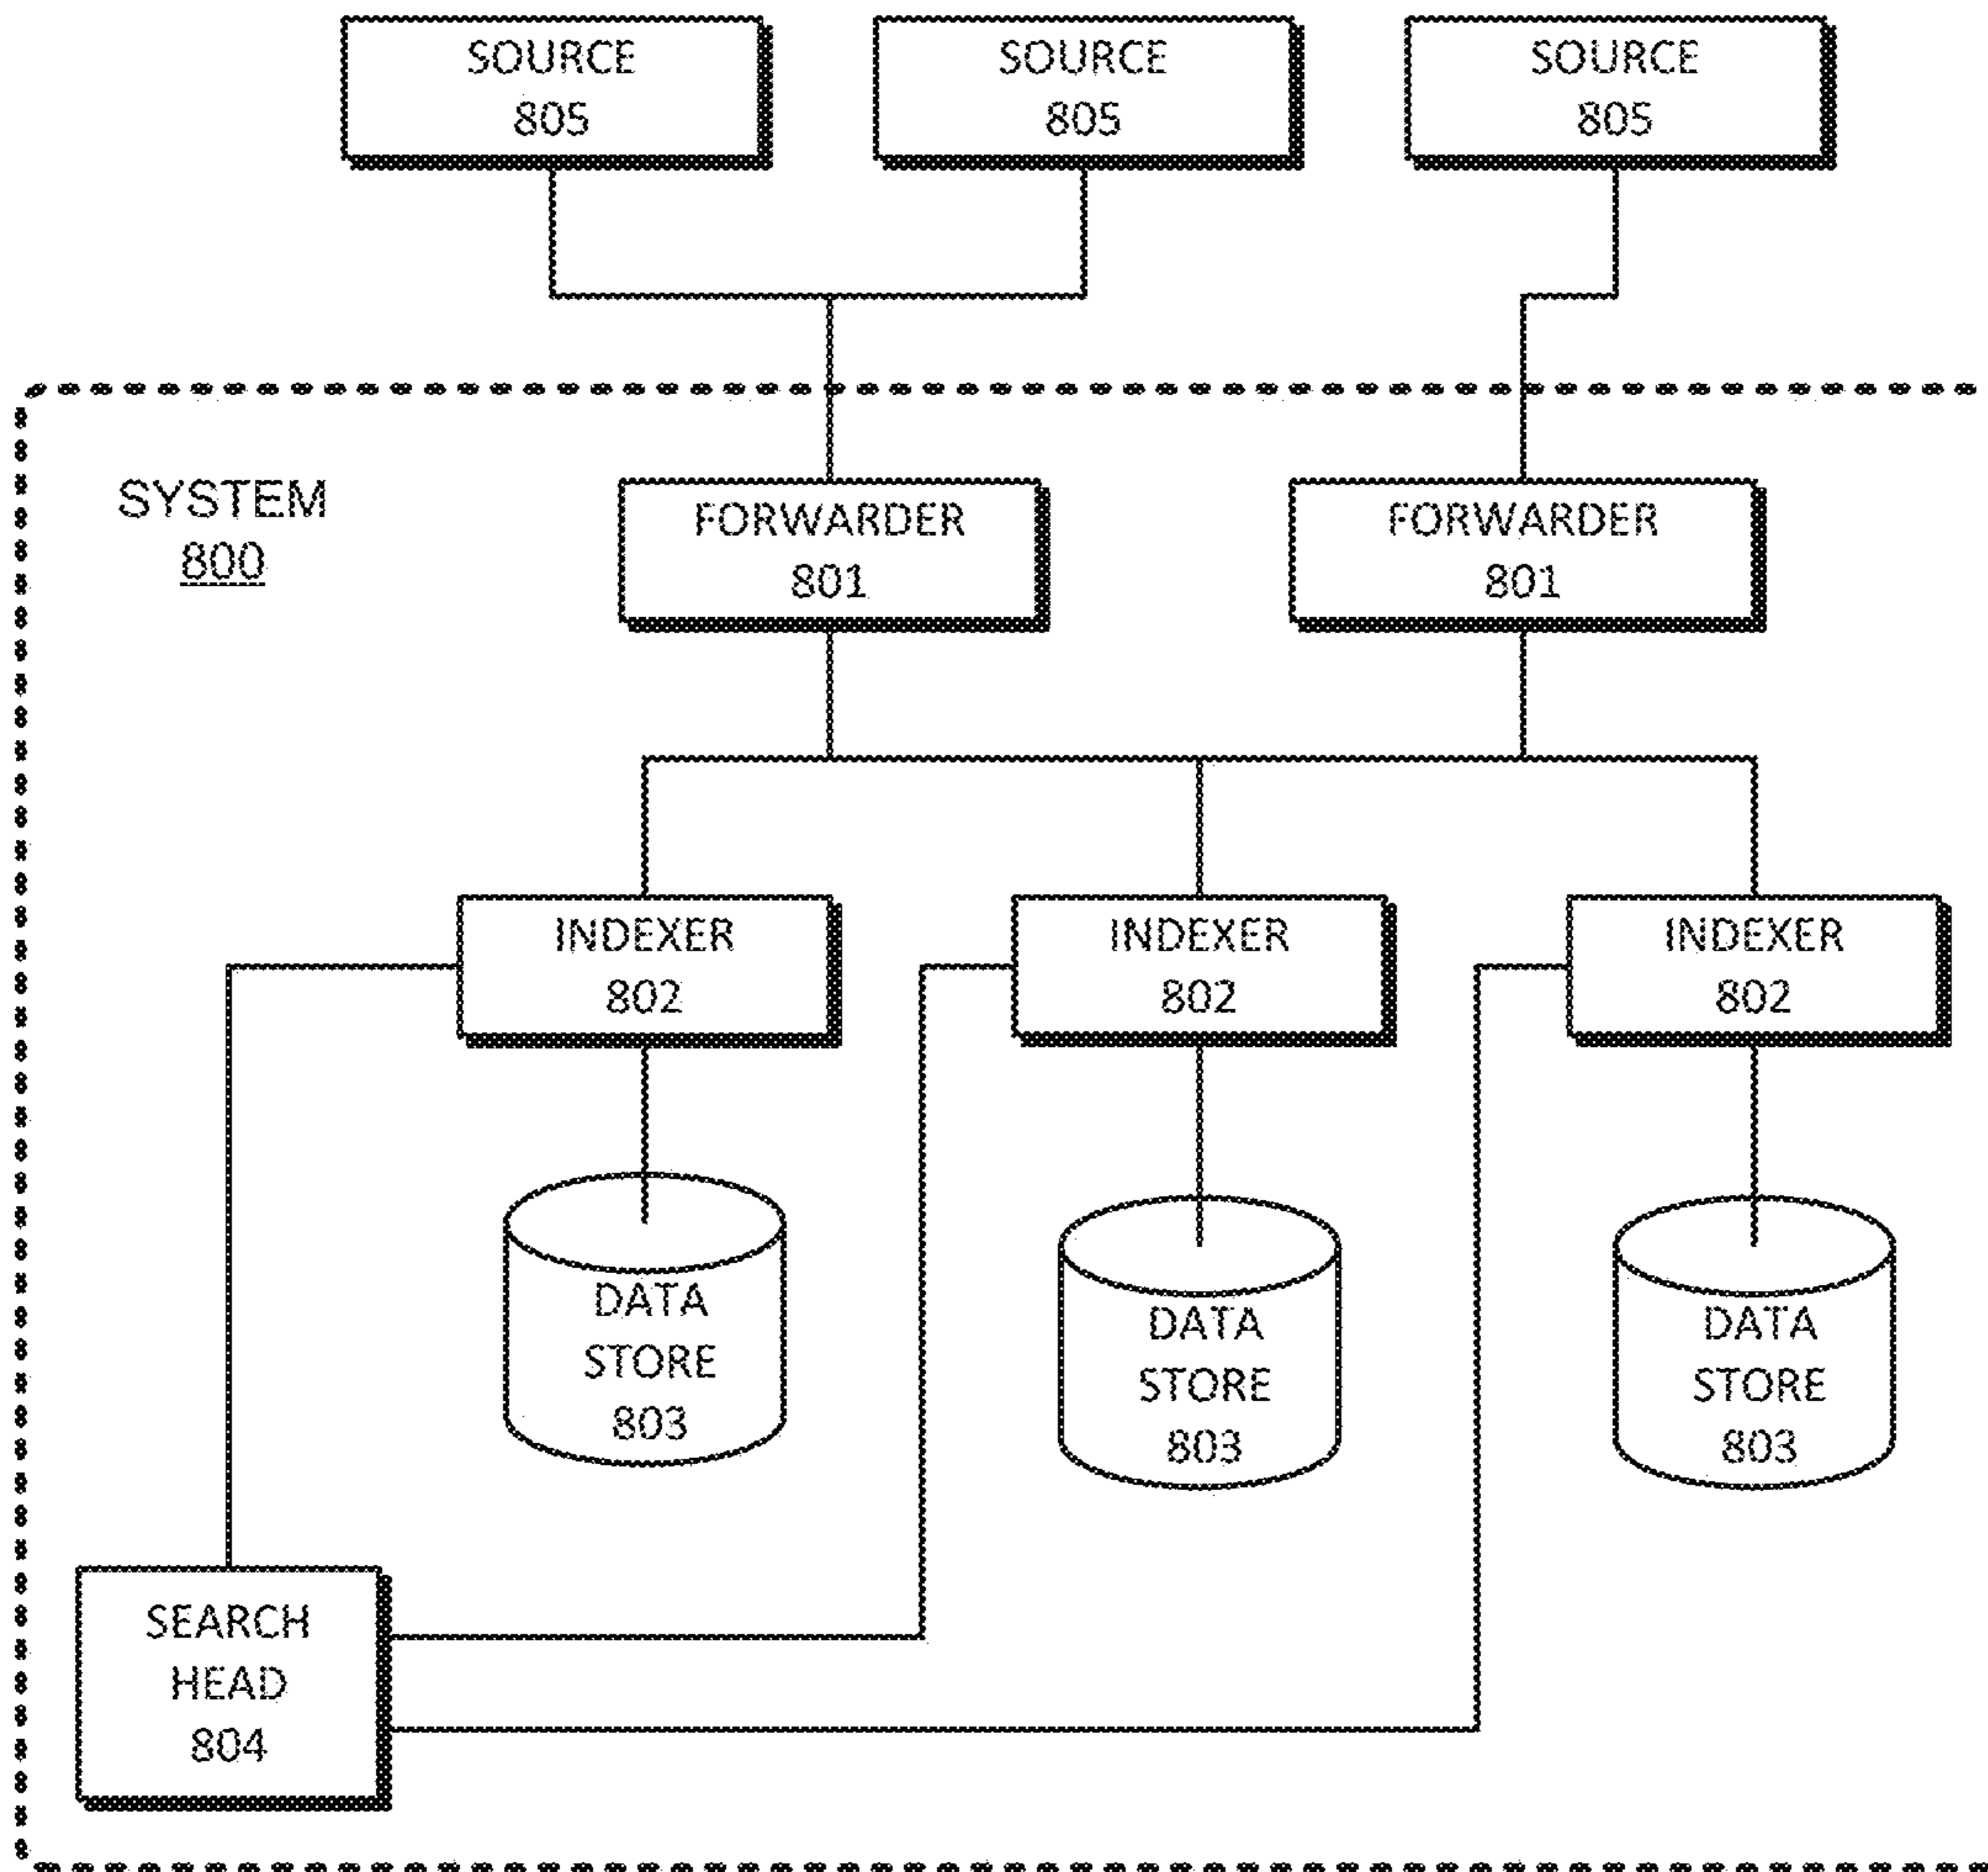 SOURCE
805
SOURCE
805
SOURCE
805
SYSTEM
800
FORWARDER
801
FORWARDER
801
INDEXER
802
INDEXER
802
INDEXER
802
DATA
STORE
803
DATA
STORE
803
DATA
STORE
803
SEARCH
HEAD
804